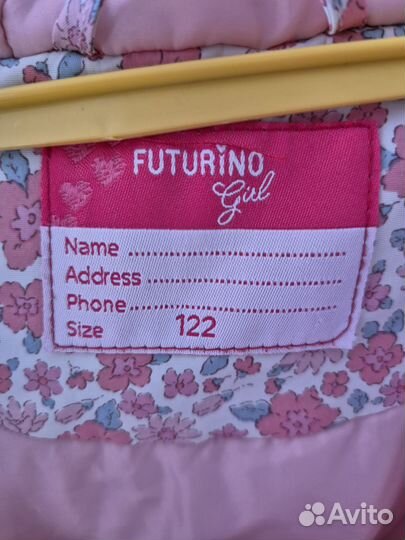 FUTURINO
Girl
Name ........................................
Address ...................................
Phone .......................................
Size 122
Avito